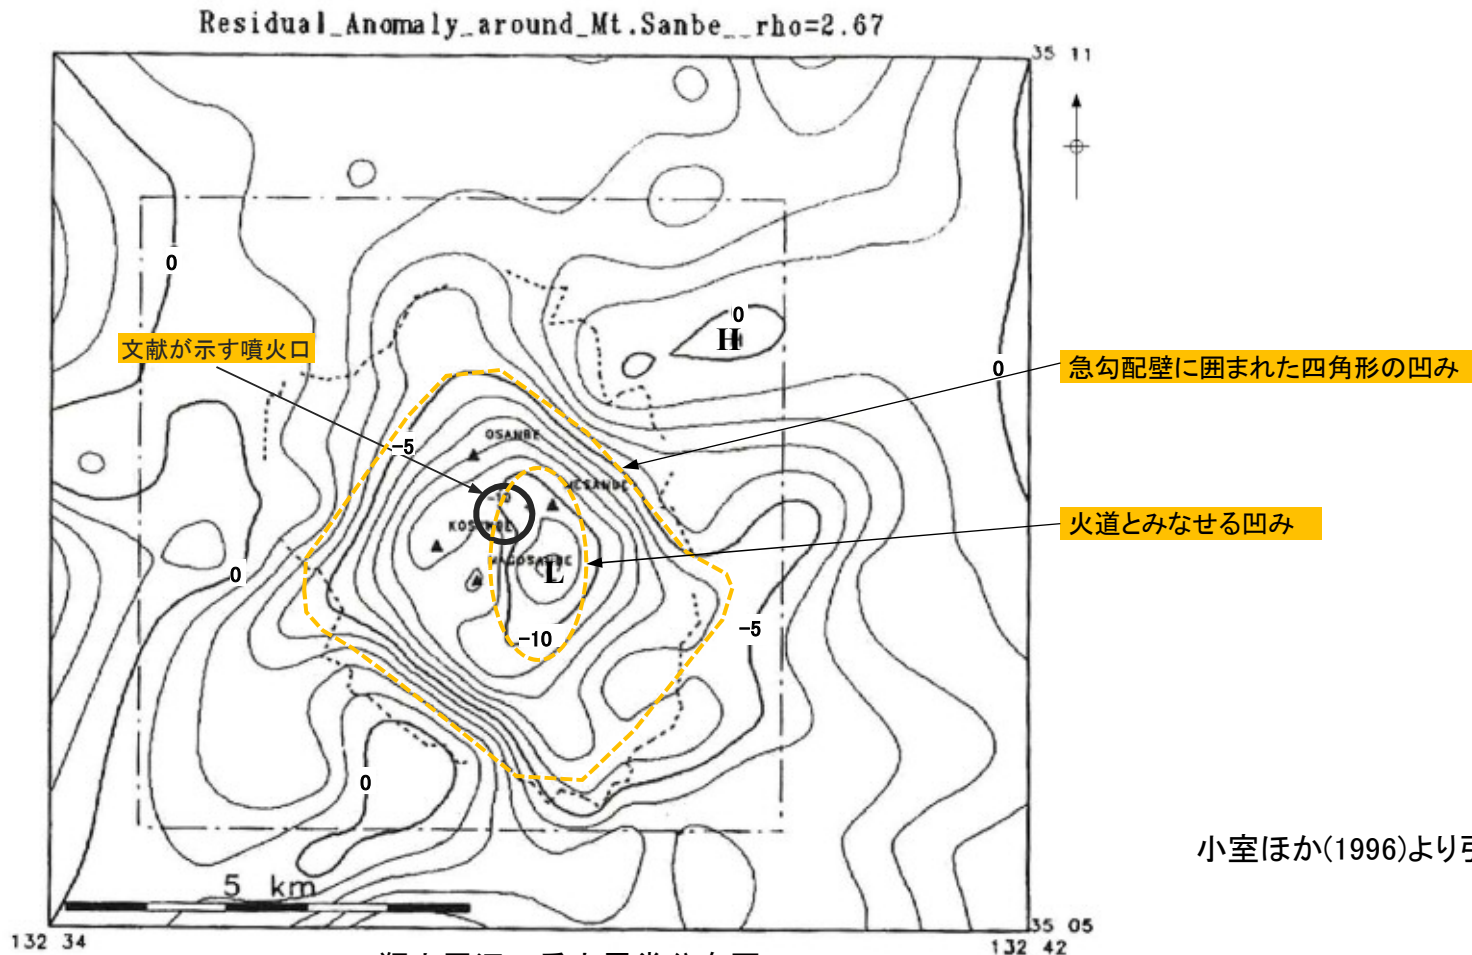 Residual_Anomaly_around_Mt.Sanbe__rho=2.67
35 11
0
0
H
文献が示す噴火口
急勾配壁に囲まれた四角形の凹み
0
-5
OSANBE
-10
火道とみなせる凹み
L
0
-10
-5
0
小室ほか(1996)より
5 km
35 05
132 34
132 42